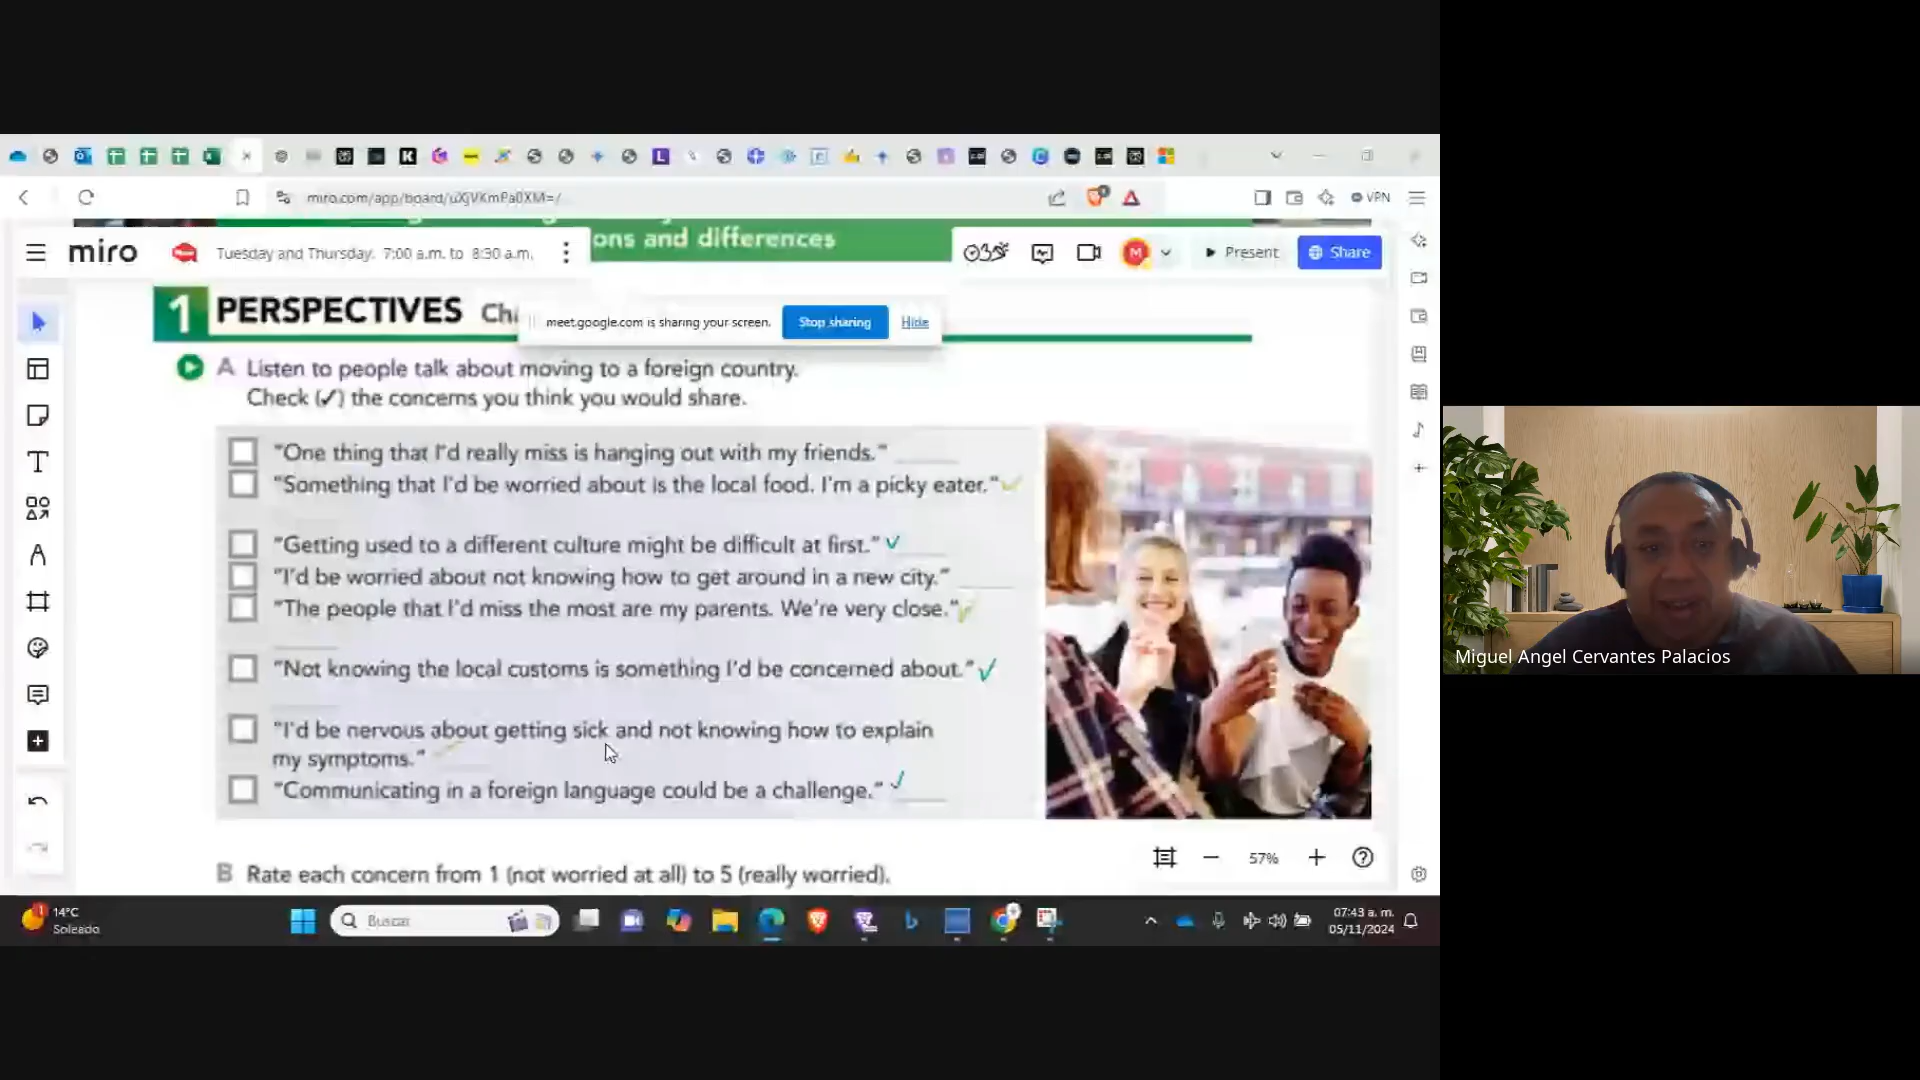 miro.com/app/board/uXjVKmPa0XM=/
VPN
ons and differences
miro
Tuesday and Thursday. 7:00 a.m. to 8:30 a.m.
M
Present
Share
1 PERSPECTIVES
meet.google.com is sharing your screen.
Stop sharing
Hide
A Listen to people talk about moving to a foreign country.
Check (✓) the concerns you think you would share.
"One thing that I'd really miss is hanging out with my friends."
"Something that I'd be worried about is the local food. I'm a picky eater."
"Getting used to a different culture might be difficult at first."
"I'd be worried about not knowing how to get around in a new city."
"The people that I'd miss the most are my parents. We're very close."
"Not knowing the local customs is something I'd be concerned about."
"I'd be nervous about getting sick and not knowing how to explain
my symptoms."
"Communicating in a foreign language could be a challenge."
B Rate each concern from 1 (not worried at all) to 5 (really worried).
57%
Miguel Angel Cervantes Palacios
14°C
Soleado
Buscar
07:43 a. m.
05/11/2024